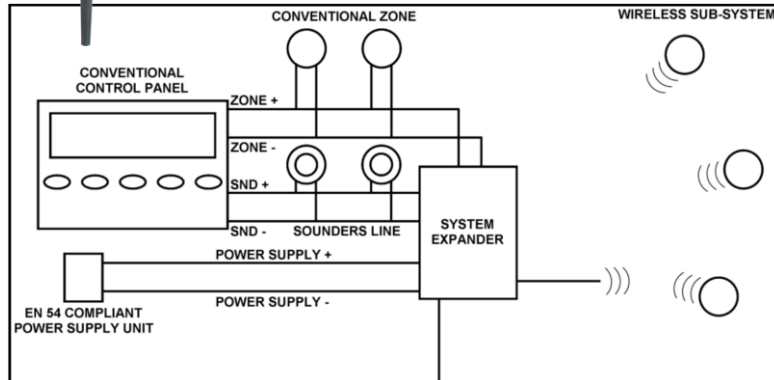 CONVENTIONAL ZONE
WIRELESS SUB-SYSTEM
CONVENTIONAL
CONTROL PANEL
ZONE +
ZONE -
SND +
SND -
SOUNDERS LINE
SYSTEM
EXPANDER
POWER SUPPLY +
POWER SUPPLY -
EN 54 COMPLIANT
POWER SUPPLY UNIT